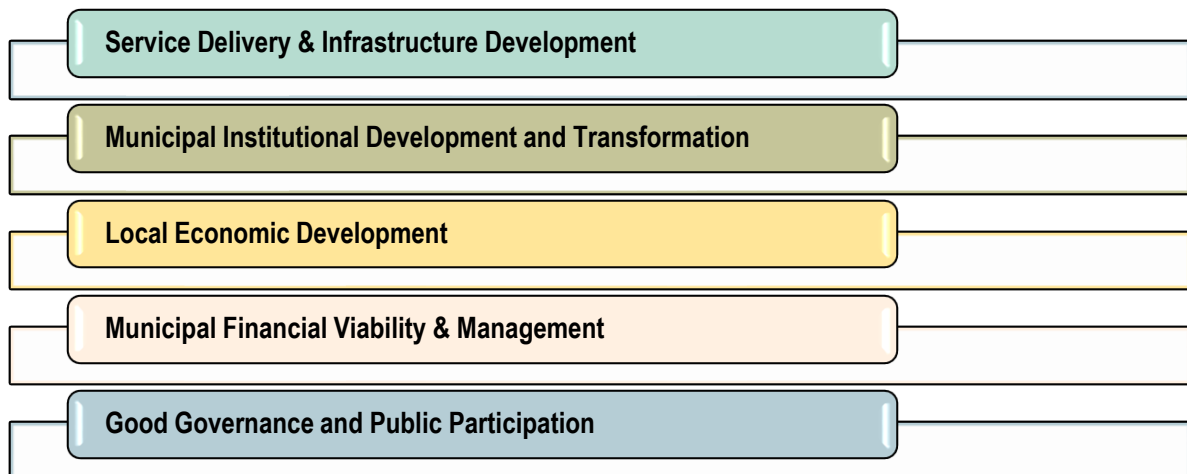 Service Delivery & Infrastructure Development
Municipal Institutional Development and Transformation
Local Economic Development
Municipal Financial Viability & Management
Good Governance and Public Participation